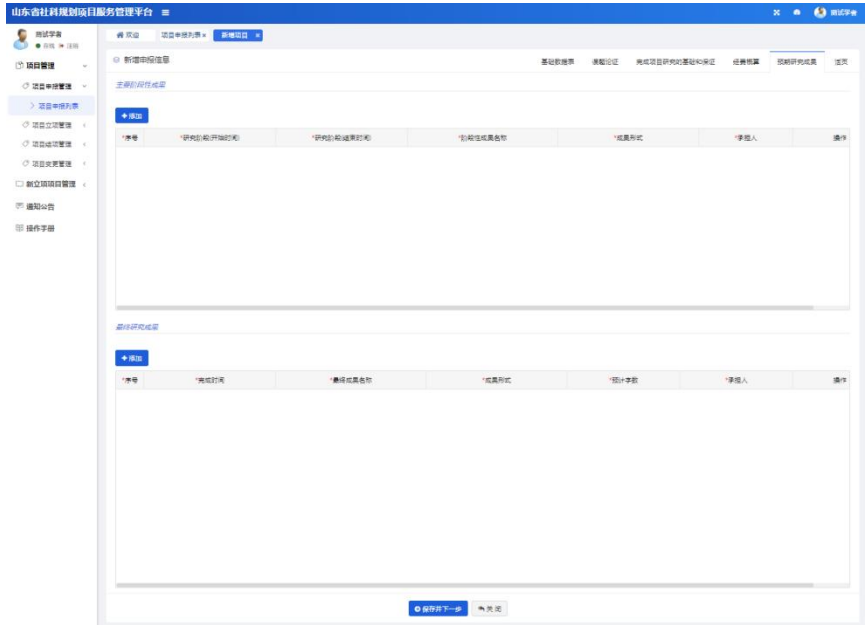 山东省社科规划项目服务管理平台
测试学者
测试学者
在线 注销
欢迎 项目申报列表× 新增项目 ×
项目管理
项目申报管理
项目申报列表
项目立项管理
项目结项管理
项目变更管理
新立项项目管理
通知公告
操作手册
新增申报信息
基础数据表 课题论证 完成项目研究的基础和保证 经费概算 预期研究成果 尾页
主要阶段性成果
+添加
*序号 *研究阶段(开始时间) *研究阶段(结束时间) *阶段性成果名称 *成果形式 *承担人 操作
最终研究成果
+添加
*序号 *完成时间 *最终成果名称 *成果形式 *预计字数 *承担人 操作
保存并下一步 关闭